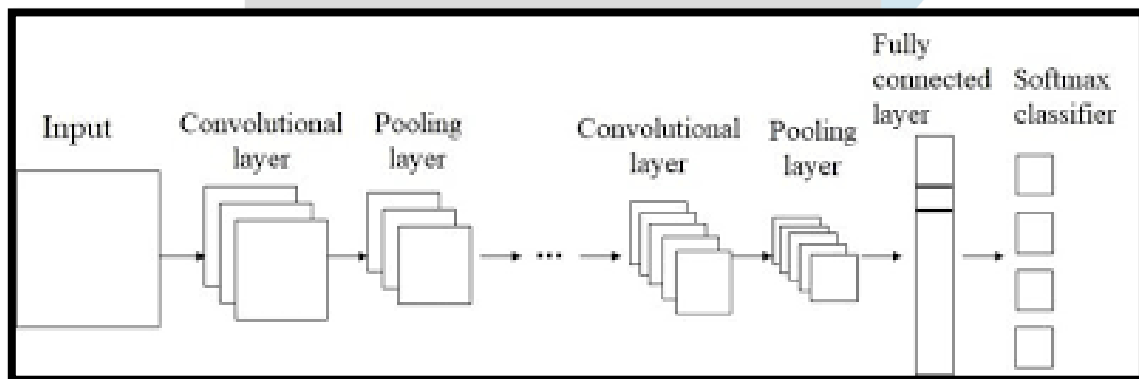 Input
Convolutional
layer
Pooling
layer
...
Convolutional
layer
Pooling
layer
Fully
connected
layer
Softmax
classifier